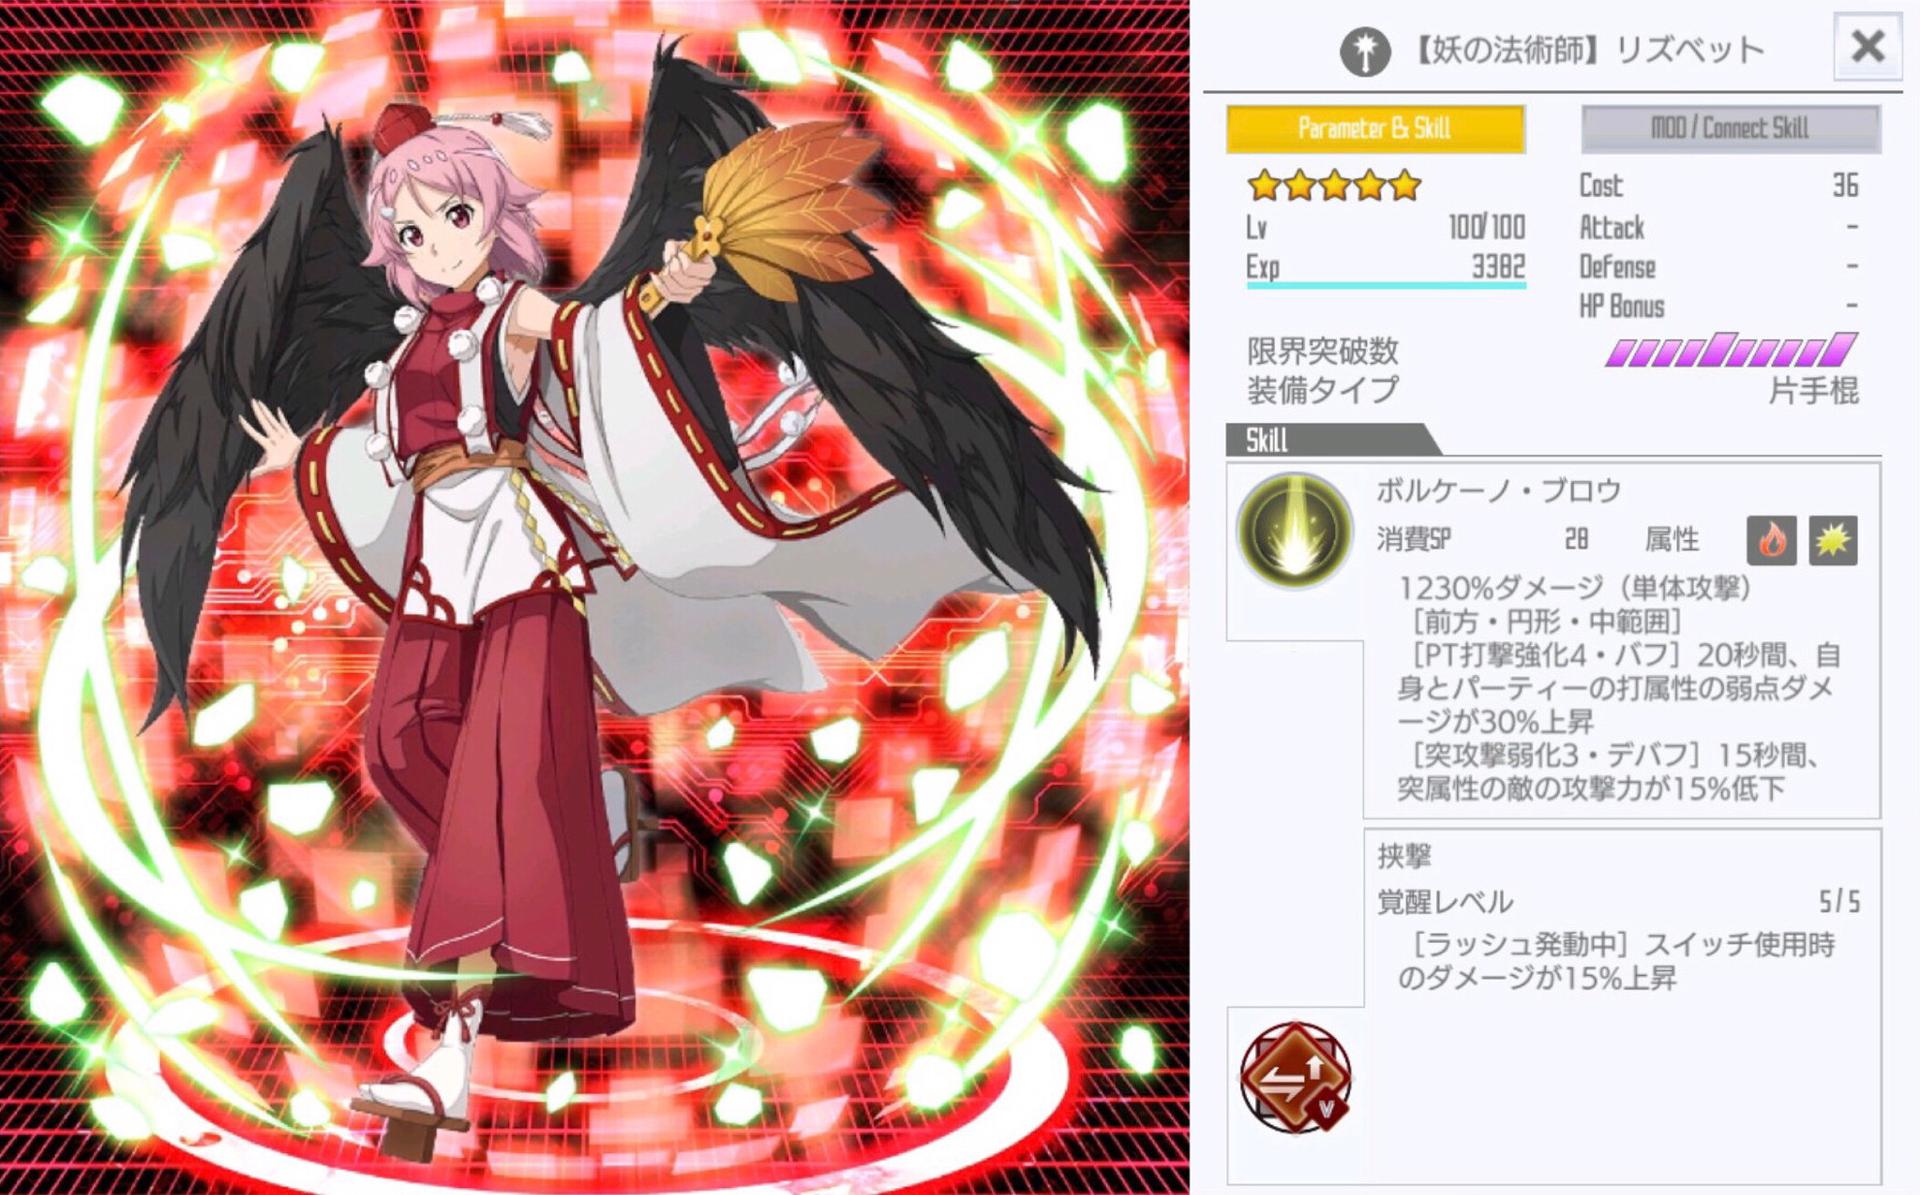 【妖の法術師】リズベット
Parameter & Skill
MOD / Connect Skill
Lv 100/100
Exp 3382
Cost 36
Attack -
Defense -
HP Bonus -
限界突破数
装備タイプ 片手棍
Skill
ボルケーノ・ブロウ
消費SP 28 属性
1230%ダメージ（単体攻撃）
［前方・円形・中範囲］
［PT打撃強化4・バフ］20秒間、自
身とパーティーの打属性の弱点ダメ
ージが30%上昇
［突攻撃弱化3・デバフ］15秒間、
突属性の敵の攻撃力が15%低下
挟撃
覚醒レベル 5/5
［ラッシュ発動中］スイッチ使用時
のダメージが15%上昇
V